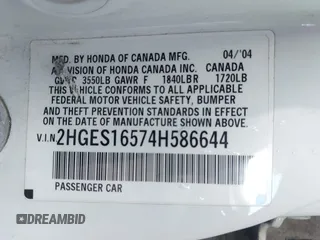 MFD. BY HONDA OF CANADA MFG. 04/'04
A DIVISION OF HONDA CANADA INC. CANADA
GVWR 3550LB GAWR F 1840LB R 1720LB
THIS VEHICLE CONFORMS TO ALL APPLICABLE
FEDERAL MOTOR VEHICLE SAFETY, BUMPER
AND THEFT PREVENTION STANDARDS IN EFFECT
ON THE DATE OF MANUFACTURE SHOWN ABOVE.
V.I.N 2HGES16574H586644
PASSENGER CAR
DREAMBID